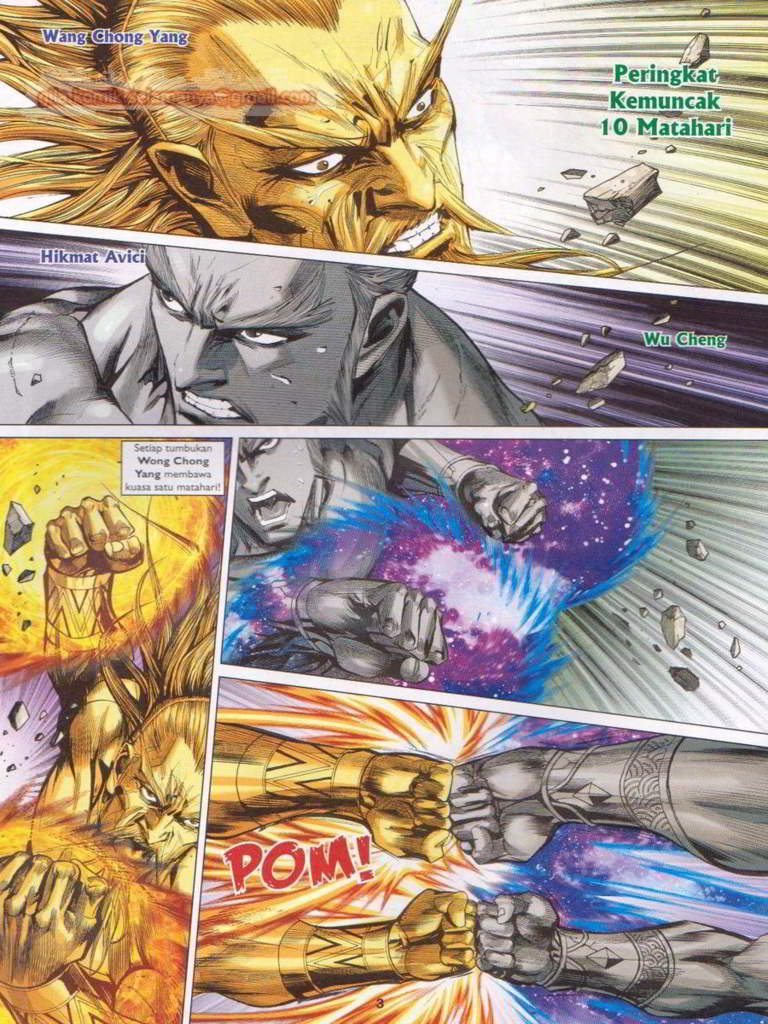 Wang Chong Yang
Peringkat
Kemuncak
10 Matahari
Hikmat Avici
Wu Cheng
Setiap tumbukan
Wong Chong
Yang membawa
kuasa satu matahari!
POM!
3